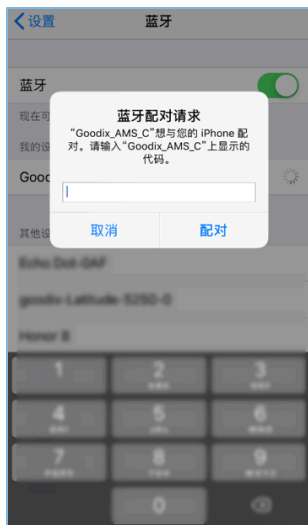 设置
蓝牙
蓝牙
现在可
蓝牙配对请求
“Goodix_AMS_C”想与您的 iPhone 配
对。请输入“Goodix_AMS_C”上显示的
代码。
我的设
Gooc
取消
配对
其他设
Echo Dot-0AF
goodix-Latitude-5250-0
Honor 8
1
2
ABC
3
DEF
4
GHI
5
JKL
6
MNO
7
PQRS
8
TUV
9
WXYZ
0